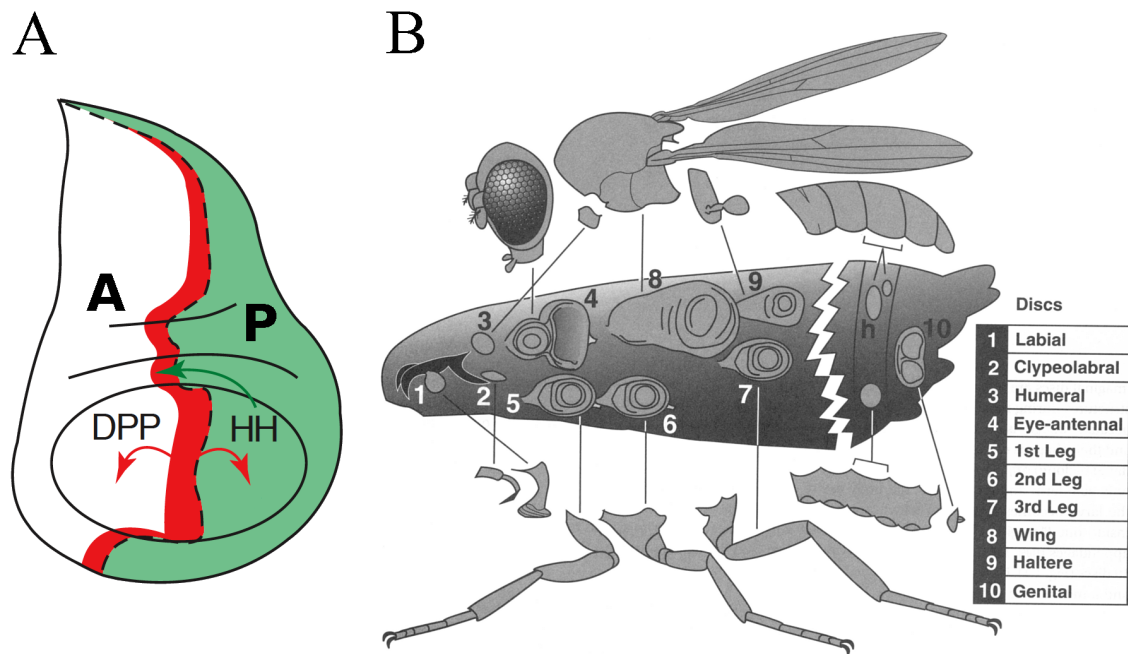 A
B
A
P
DPP
HH
1
2
3
4
5
6
7
8
9
h
10
Discs
1 Labial
2 Clypeolabral
3 Humeral
4 Eye-antennal
5 1st Leg
6 2nd Leg
7 3rd Leg
8 Wing
9 Haltere
10 Genital